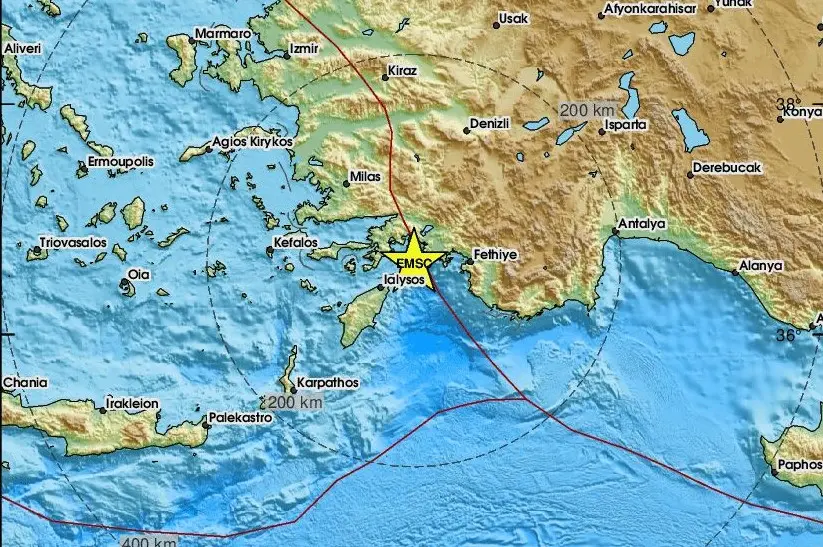 Yunak
Afyonkarahisar
Usak
Marmaro
Izmir
Aliveri
Kiraz
200 km
38°
Konya
Denizli
Isparta
Agios Kirykos
Ermoupolis
Derebucak
Milas
Antalya
Triovasalos
Kefalos
Fethiye
EMSC
Alanya
Oia
Ialysos
A
36°
Chania
Karpathos
Irakleion
200 km
Palekastro
Paphos
400 km